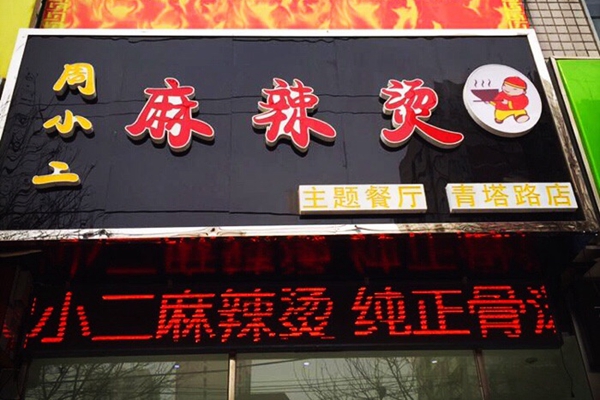 周小二
麻辣烫
主题餐厅 青塔路店
小二麻辣烫 纯正骨